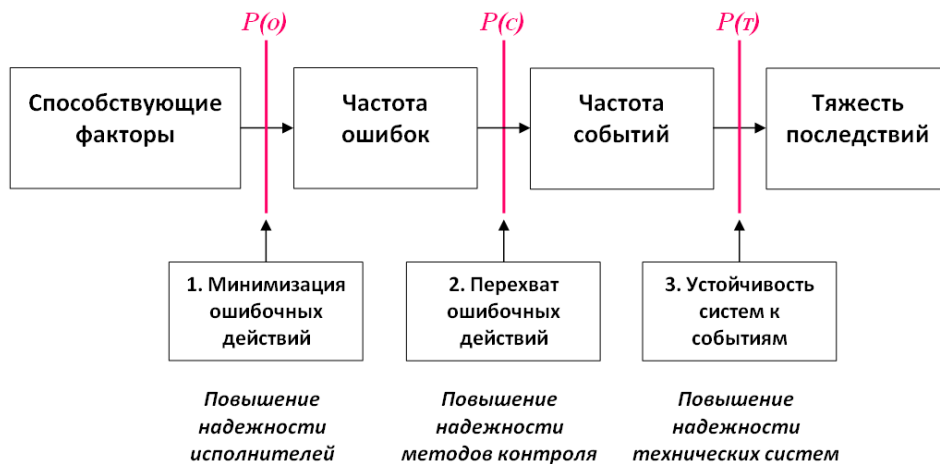 P(о)
P(с)
P(т)
Способствующие
факторы
Частота
ошибок
Частота
событий
Тяжесть
последствий
1. Минимизация
ошибочных
действий
2. Перехват
ошибочных
действий
3. Устойчивость
систем к
событиям
Повышение
надежности
исполнителей
Повышение
надежности
методов контроля
Повышение
надежности
технических систем